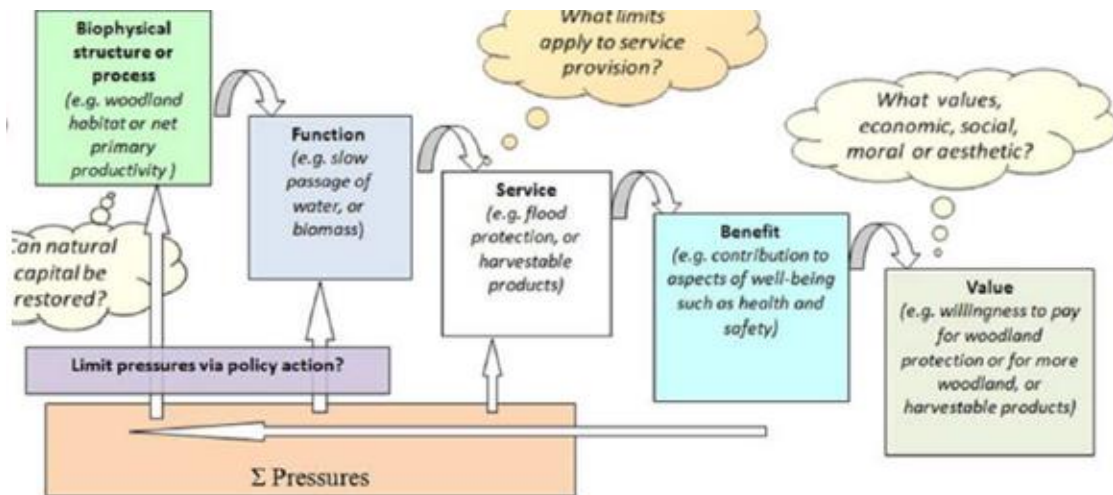 Biophysical
structure or
process
(e.g. woodland
habitat or net
primary
productivity )
Function
(e.g. slow
passage of
water, or
biomass)
What limits
apply to service
provision?
Service
(e.g. flood
protection, or
harvestable
products)
Benefit
(e.g. contribution to
aspects of well-being
such as health and
safety)
What values,
economic, social,
moral or aesthetic?
Value
(e.g. willingness to pay
for woodland
protection or for more
woodland, or
harvestable products)
Can natural
capital be
restored?
Limit pressures via policy action?
Σ Pressures